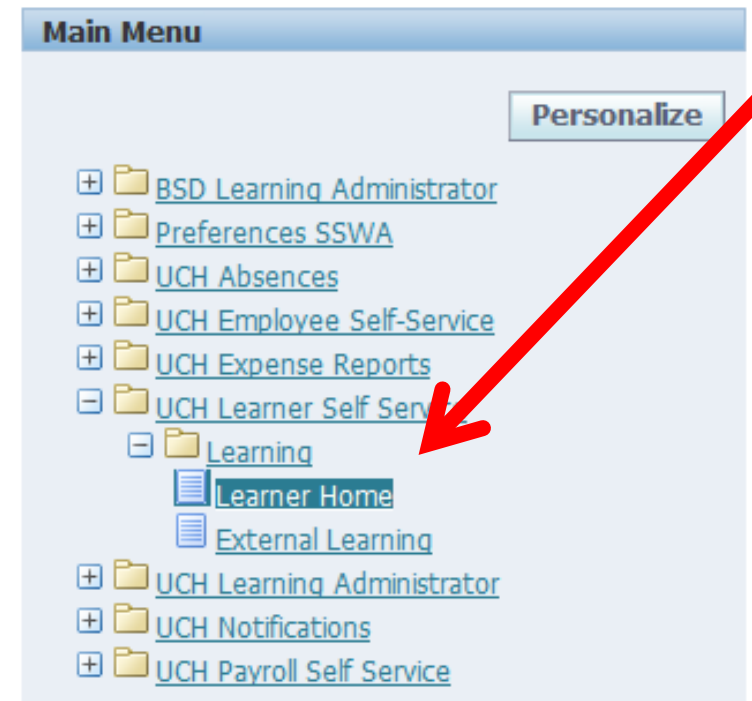 Main Menu
Personalize
BSD Learning Administrator
Preferences SSWA
UCH Absences
UCH Employee Self-Service
UCH Expense Reports
UCH Learner Self Service
Learning
Learner Home
External Learning
UCH Learning Administrator
UCH Notifications
UCH Payroll Self Service